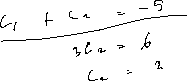 C₁ + C₂ = -5
3C₂ = 6
C₂ = 2